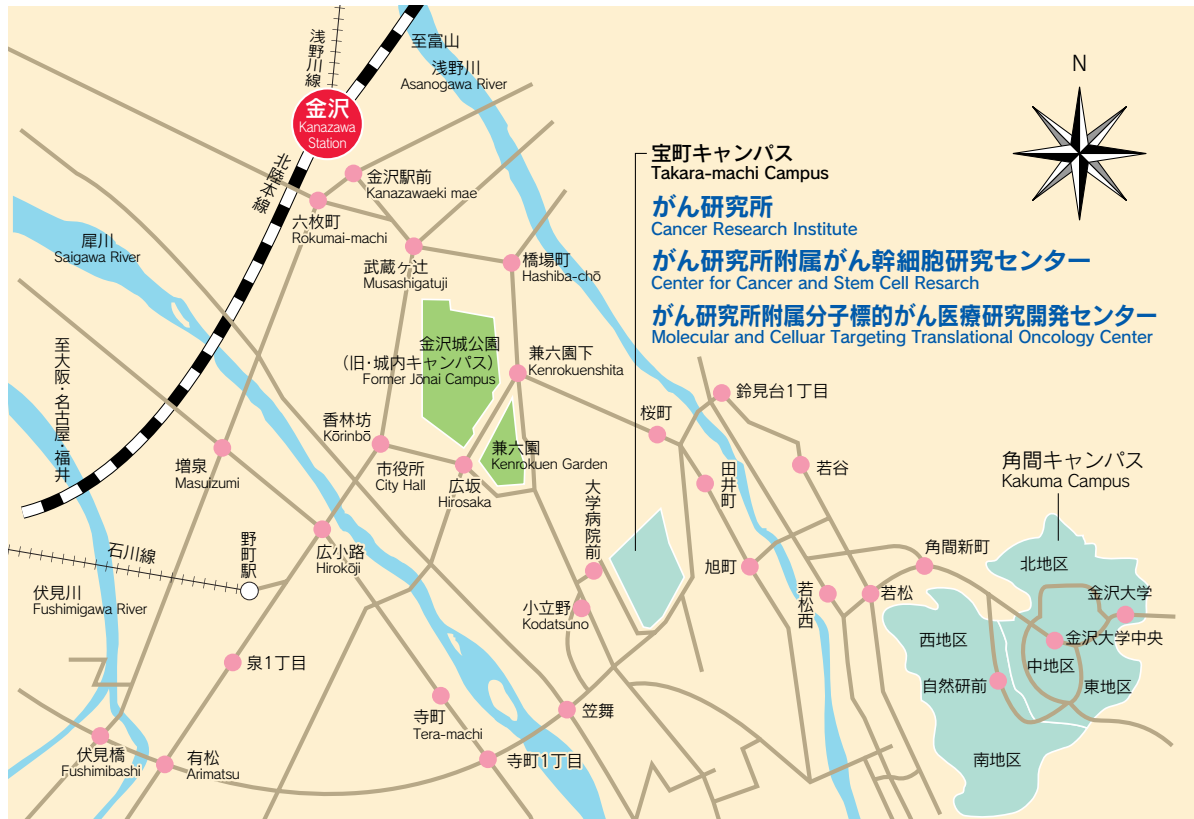 至富山
浅野川線
浅野川
Asanogawa River
N
金沢
Kanazawa
Station
北陸本線
金沢駅前
Kanazawaeki mae
六枚町
Rokumai-machi
犀川
Saigawa River
武蔵ヶ辻
Musashigatuji
橋場町
Hashiba-chō
宝町キャンパス
Takara-machi Campus
がん研究所
Cancer Research Institute
がん研究所附属がん幹細胞研究センター
Center for Cancer and Stem Cell Resarch
がん研究所附属分子標的がん医療研究開発センター
Molecular and Celluar Targeting Translational Oncology Center
至大阪・名古屋・福井
金沢城公園
（旧・城内キャンパス）
Former Jōnai Campus
兼六園下
Kenrokuenshita
鈴見台1丁目
桜町
香林坊
Kōrinbō
市役所
City Hall
兼六園
Kenrokuen Garden
広坂
Hirosaka
増泉
Masuizumi
田井町
若谷
角間キャンパス
Kakuma Campus
大学病院前
石川線
野町駅
広小路
Hirokōji
旭町
角間新町
北地区
伏見川
Fushimigawa River
小立野
Kodatsuno
若松西
若松
金沢大学
西地区
金沢大学中央
中地区
自然研前
東地区
泉1丁目
寺町
Tera-machi
笠舞
伏見橋
Fushimibashi
有松
Arimatsu
寺町1丁目
南地区